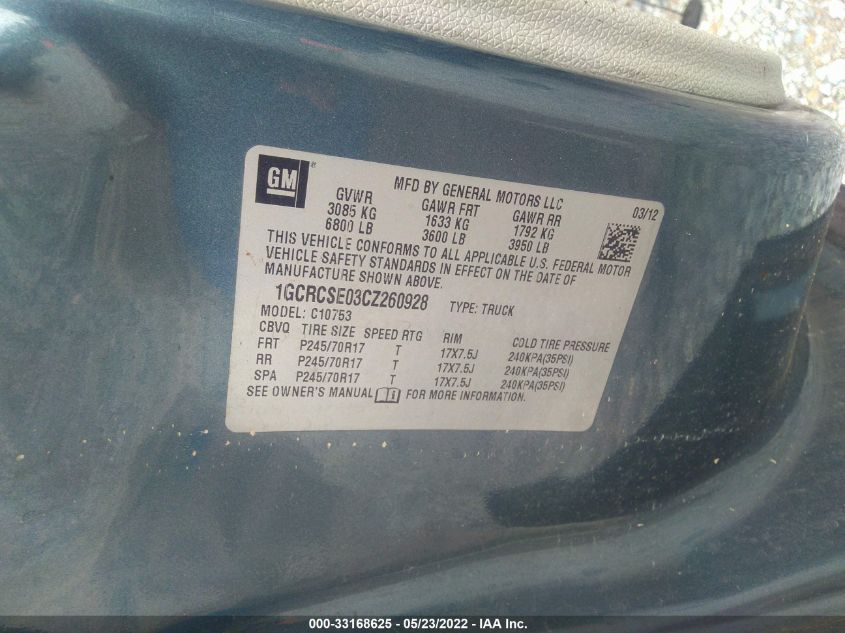 GM ®
MFD BY GENERAL MOTORS LLC 03/12
GVWR GAWR FRT GAWR RR
3085 KG 1633 KG 1792 KG
6800 LB 3600 LB 3950 LB
THIS VEHICLE CONFORMS TO ALL APPLICABLE U.S. FEDERAL MOTOR
VEHICLE SAFETY STANDARDS IN EFFECT ON THE DATE OF
MANUFACTURE SHOWN ABOVE.
1GCRCSE03CZ260928 TYPE: TRUCK
MODEL: C10753
CBVQ TIRE SIZE SPEED RTG RIM COLD TIRE PRESSURE
FRT P245/70R17 T 17X7.5J 240KPA(35PSI)
RR P245/70R17 T 17X7.5J 240KPA(35PSI)
SPA P245/70R17 T 17X7.5J 240KPA(35PSI)
SEE OWNER'S MANUAL FOR MORE INFORMATION.
000-33168625 - 05/23/2022 - IAA Inc.